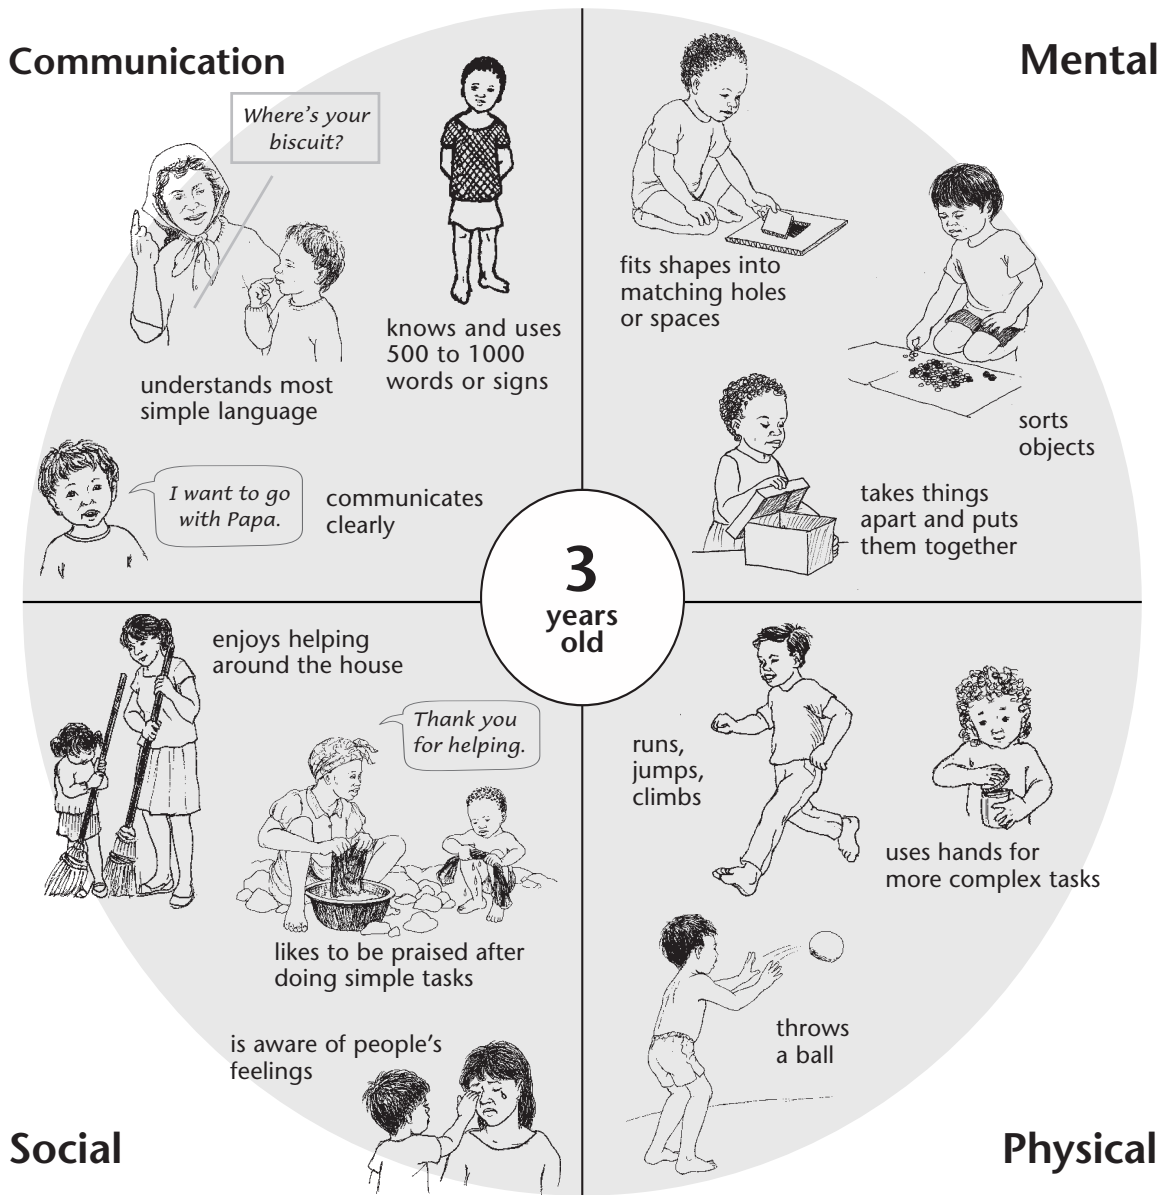 Communication
Where's your
biscuit?
understands most
simple language
knows and uses
500 to 1000
words or signs
I want to go
with Papa.
communicates
clearly
Mental
fits shapes into
matching holes
or spaces
sorts
objects
takes things
apart and puts
them together
3
years
old
enjoys helping
around the house
Thank you
for helping.
likes to be praised after
doing simple tasks
is aware of people's
feelings
Social
runs,
jumps,
climbs
uses hands for
more complex tasks
throws
a ball
Physical